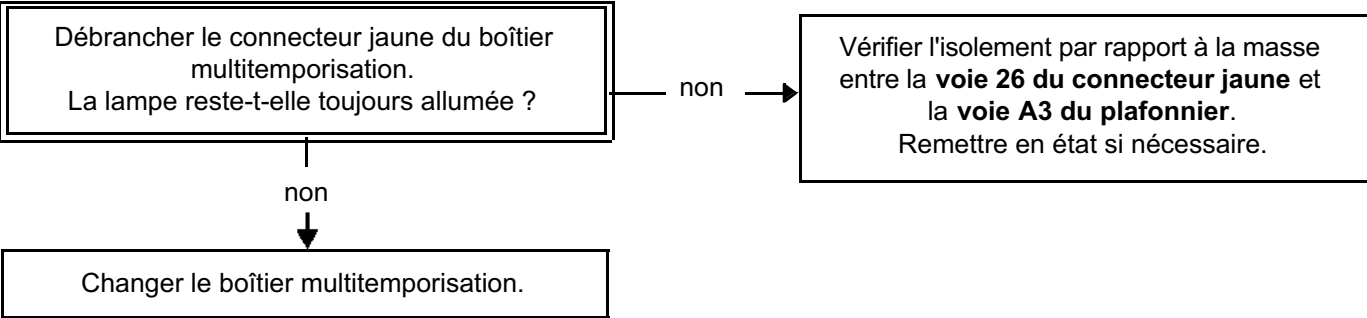 Débrancher le connecteur jaune du boîtier
multitemporisation.
La lampe reste-t-elle toujours allumée ?
non
Vérifier l'isolement par rapport à la masse
entre la voie 26 du connecteur jaune et
la voie A3 du plafonnier.
Remettre en état si nécessaire.
non
Changer le boîtier multitemporisation.